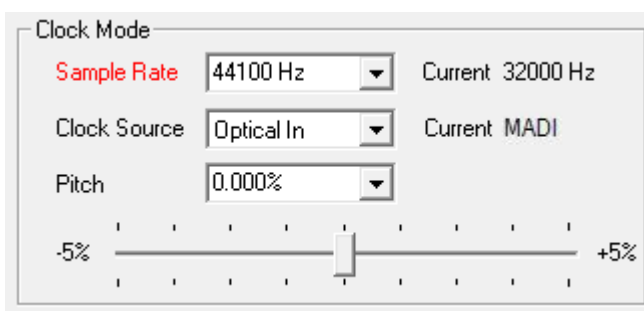 Clock Mode
Sample Rate 44100 Hz Current 32000 Hz
Clock Source Optical In Current MADI
Pitch 0.000%
-5% +5%